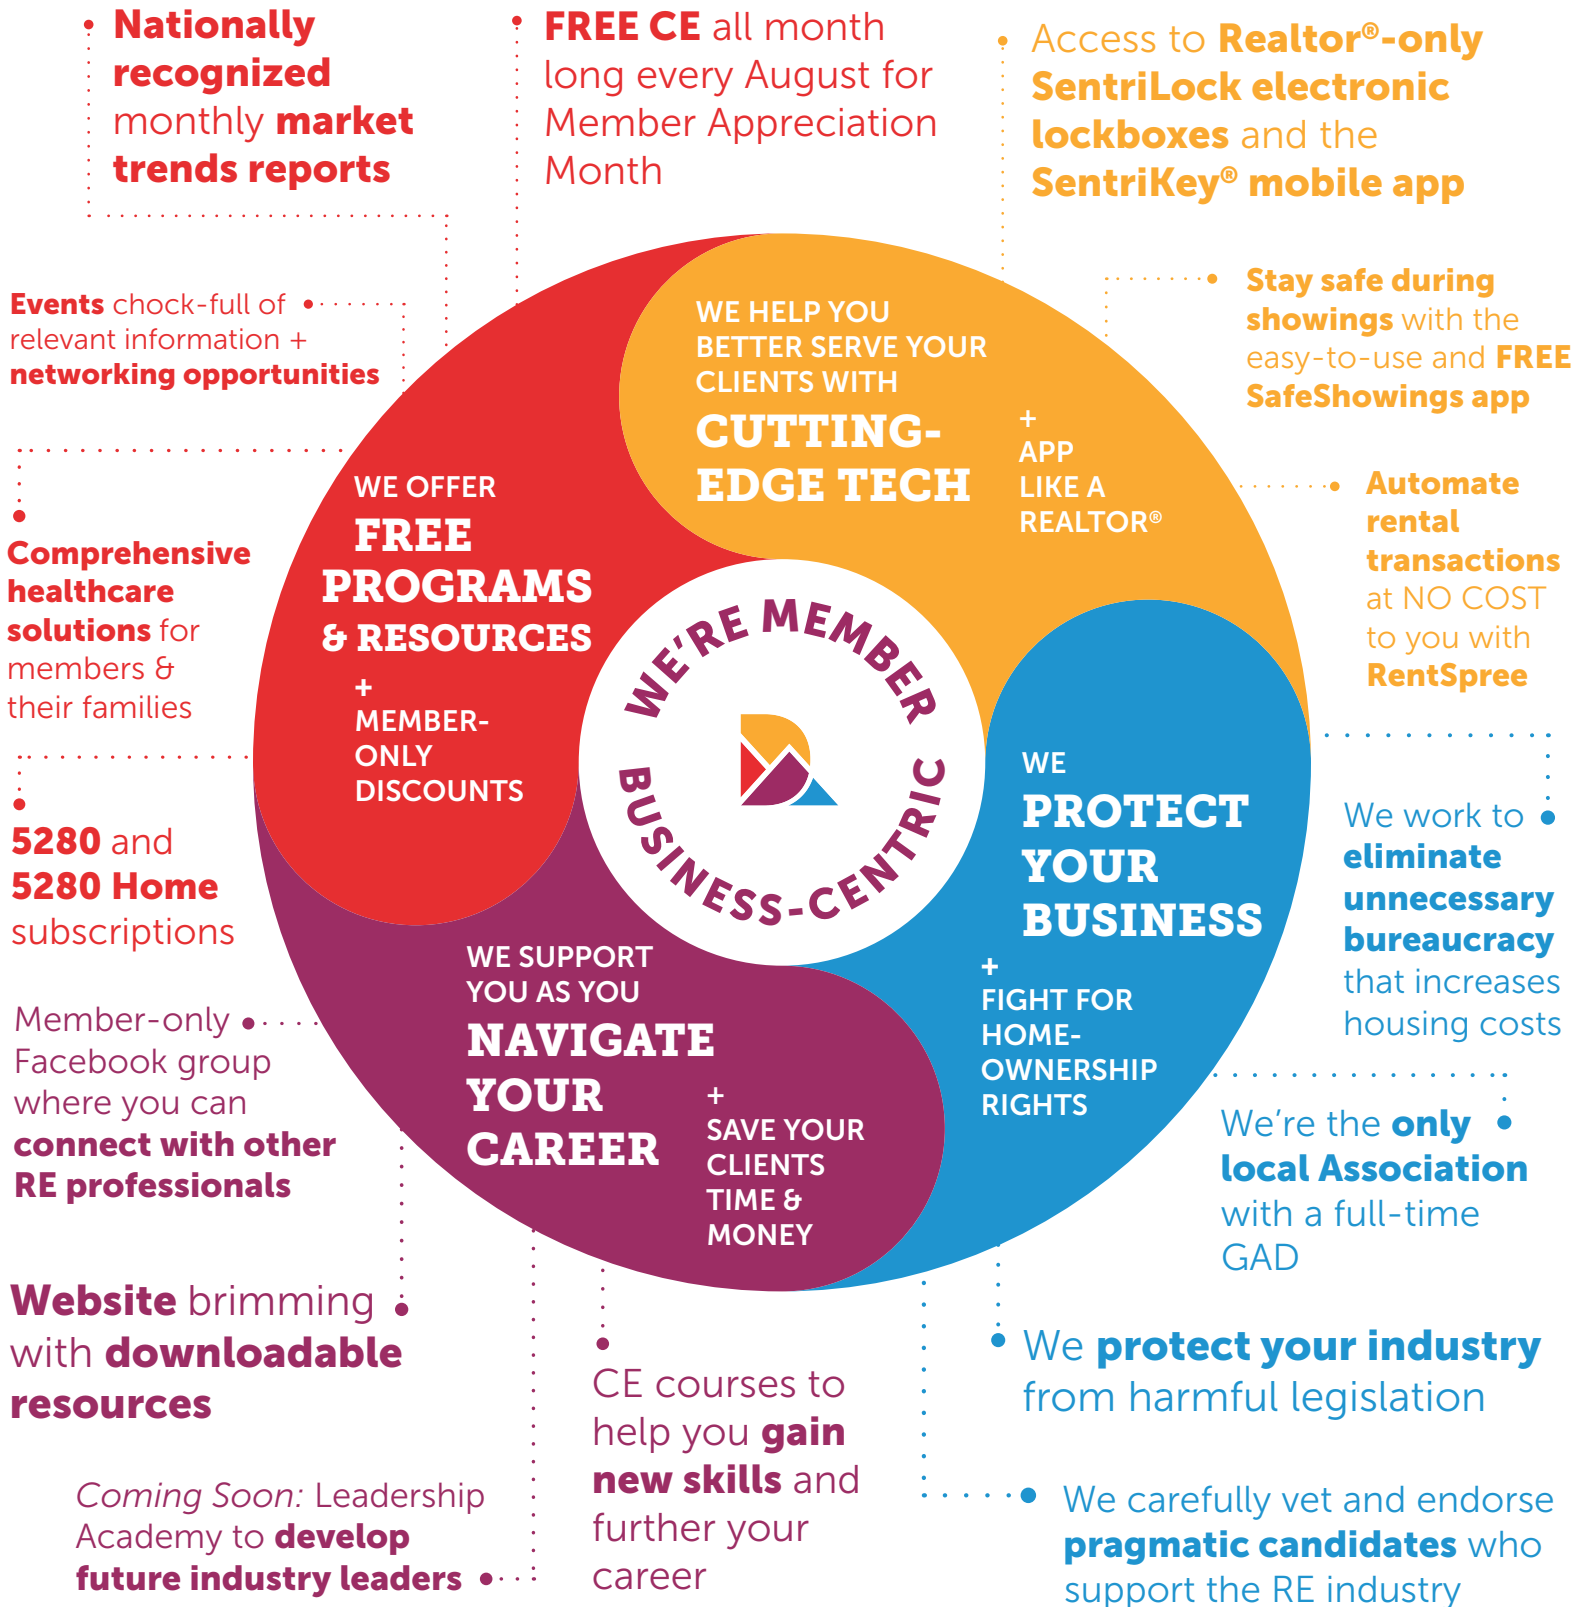 Nationally
recognized
monthly market
trends reports
FREE CE all month
long every August for
Member Appreciation
Month
Access to Realtor®-only
SentriLock electronic
lockboxes and the
SentriKey® mobile app
Events chock-full of
relevant information +
networking opportunities
Stay safe during
showings with the
easy-to-use and FREE
SafeShowings app
WE HELP YOU
BETTER SERVE YOUR
CLIENTS WITH
CUTTING-
EDGE TECH
+
APP
LIKE A
REALTOR®
Automate
rental
transactions
at NO COST
to you with
RentSpree
WE OFFER
FREE
PROGRAMS
& RESOURCES
+
MEMBER-
ONLY
DISCOUNTS
Comprehensive
healthcare
solutions for
members &
their families
WE'RE MEMBER
BUSINESS-CENTRIC
5280 and
5280 Home
subscriptions
WE
PROTECT
YOUR
BUSINESS
+
FIGHT FOR
HOME-
OWNERSHIP
RIGHTS
We work to
eliminate
unnecessary
bureaucracy
that increases
housing costs
WE SUPPORT
YOU AS YOU
NAVIGATE
YOUR
CAREER
+
SAVE YOUR
CLIENTS
TIME &
MONEY
Member-only
Facebook group
where you can
connect with other
RE professionals
We're the only
local Association
with a full-time
GAD
Website brimming
with downloadable
resources
We protect your industry
from harmful legislation
CE courses to
help you gain
new skills and
further your
career
Coming Soon: Leadership
Academy to develop
future industry leaders
We carefully vet and endorse
pragmatic candidates who
support the RE industry